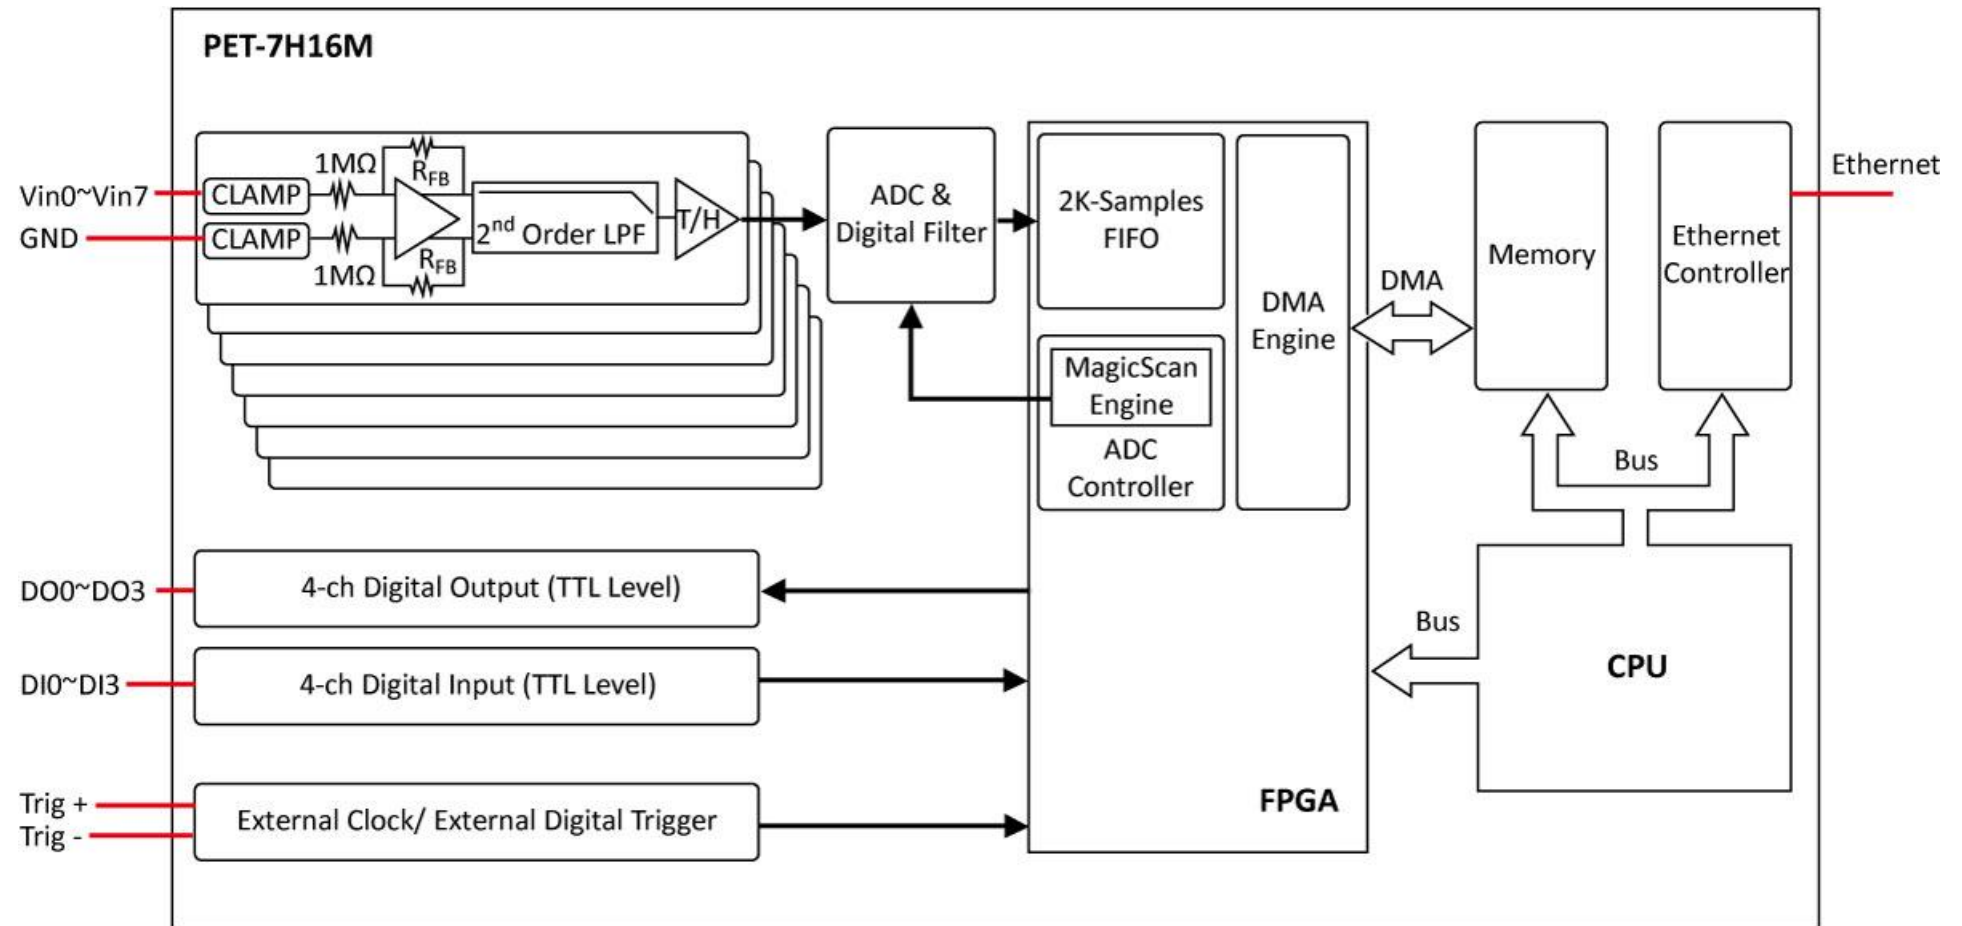 PET-7H16M
Vin0~Vin7
GND
CLAMP
CLAMP
1MΩ
1MΩ
RFB
RFB
2nd Order LPF
T/H
ADC &
Digital Filter
2K-Samples
FIFO
MagicScan
Engine
ADC
Controller
DMA
Engine
DMA
Memory
Ethernet
Controller
Ethernet
Bus
DO0~DO3
4-ch Digital Output (TTL Level)
DI0~DI3
4-ch Digital Input (TTL Level)
Trig +
Trig -
External Clock/ External Digital Trigger
FPGA
Bus
CPU